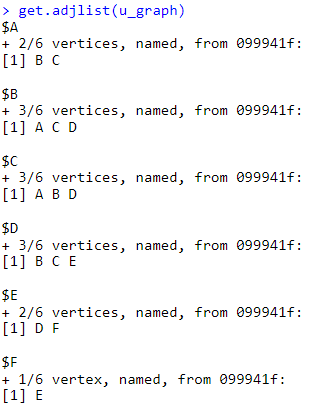 > get.adjlist(u_graph)
$A
+ 2/6 vertices, named, from 099941f:
[1] B C
$B
+ 3/6 vertices, named, from 099941f:
[1] A C D
$C
+ 3/6 vertices, named, from 099941f:
[1] A B D
$D
+ 3/6 vertices, named, from 099941f:
[1] B C E
$E
+ 2/6 vertices, named, from 099941f:
[1] D F
$F
+ 1/6 vertex, named, from 099941f:
[1] E